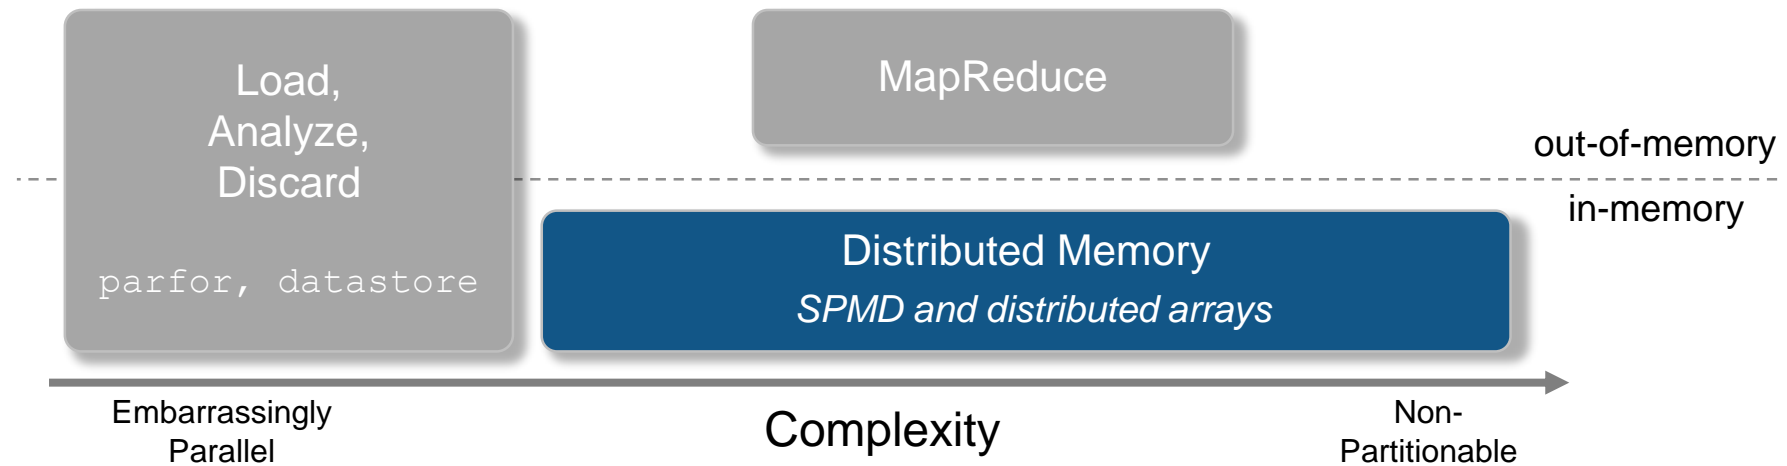 Load,
Analyze,
Discard
parfor, datastore
MapReduce
out-of-memory
in-memory
Distributed Memory
SPMD and distributed arrays
Embarrassingly
Parallel
Complexity
Non-
Partitionable